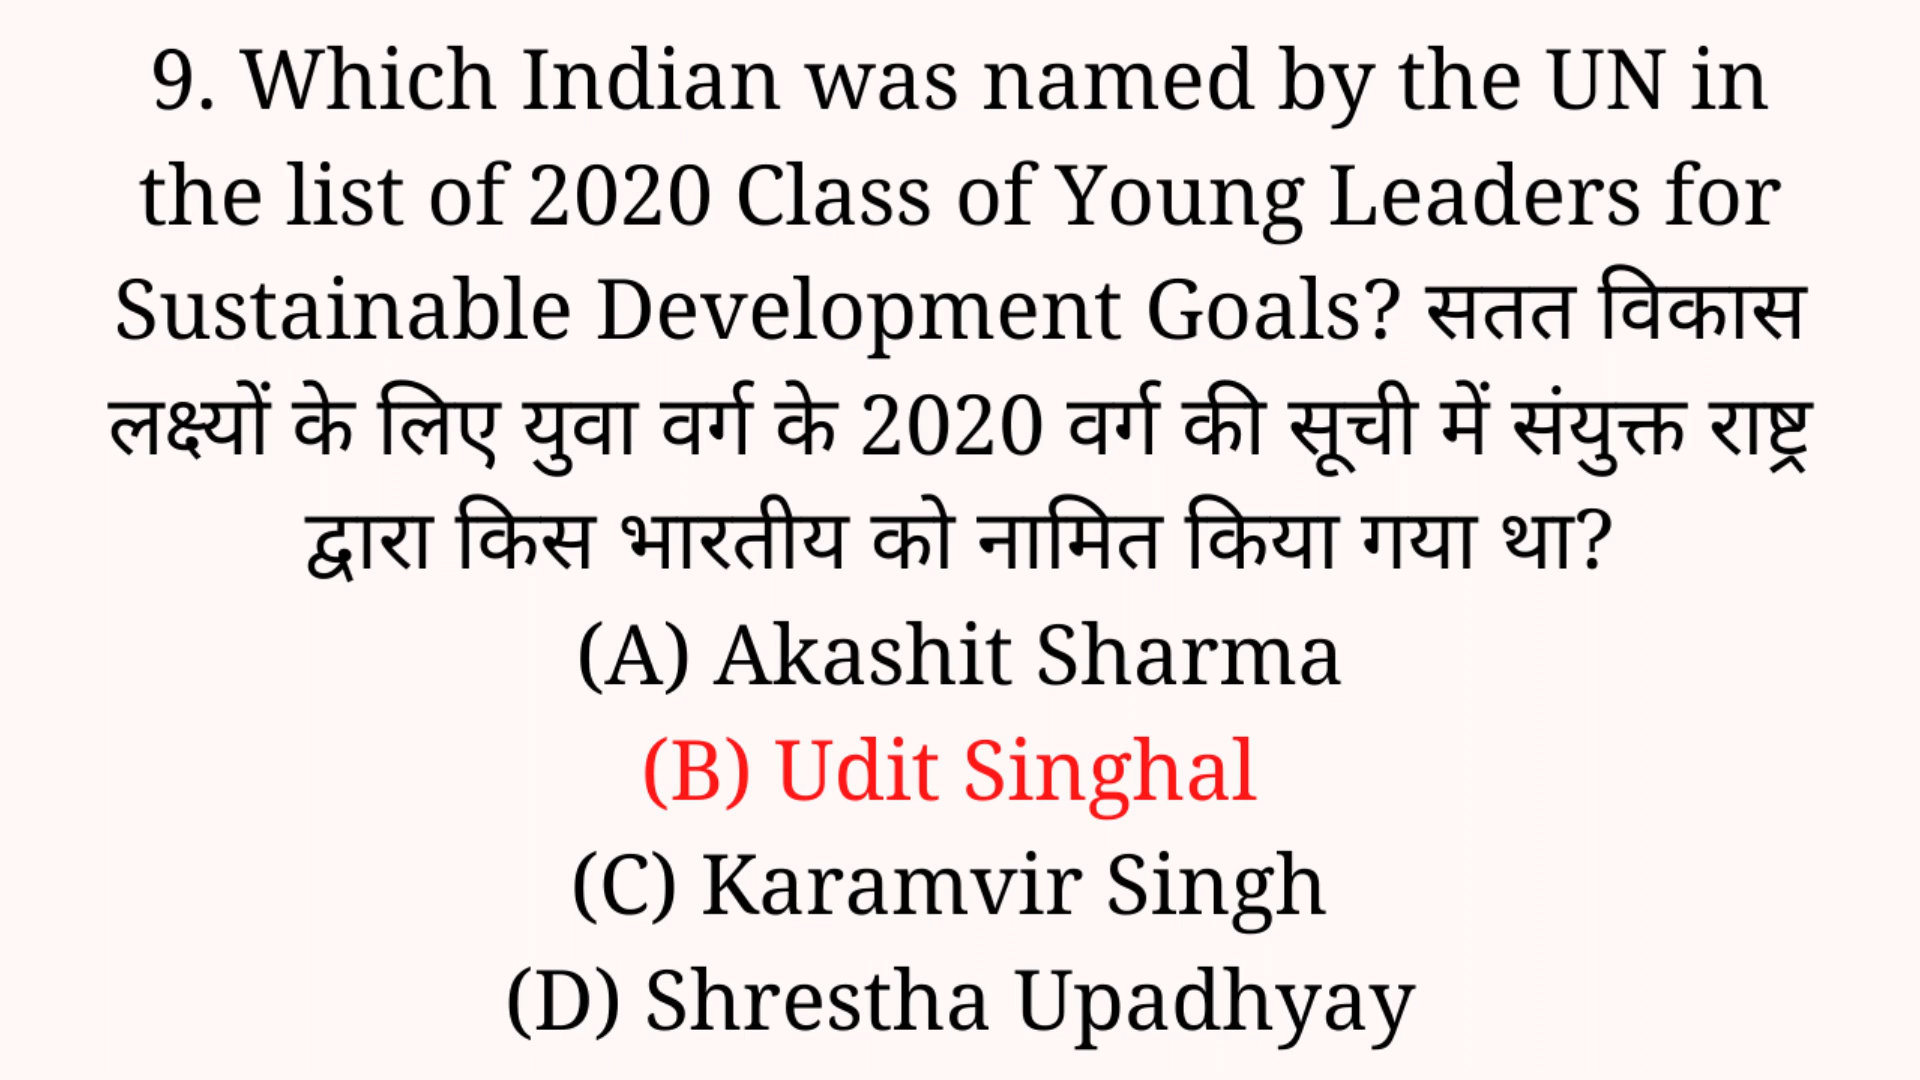 9. Which Indian was named by the UN in
the list of 2020 Class of Young Leaders for
Sustainable Development Goals? सतत विकास
लक्ष्यों के लिए युवा वर्ग के 2020 वर्ग की सूची में संयुक्त राष्ट्र
द्वारा किस भारतीय को नामित किया गया था?
(A) Akashit Sharma
(B) Udit Singhal
(C) Karamvir Singh
(D) Shrestha Upadhyay